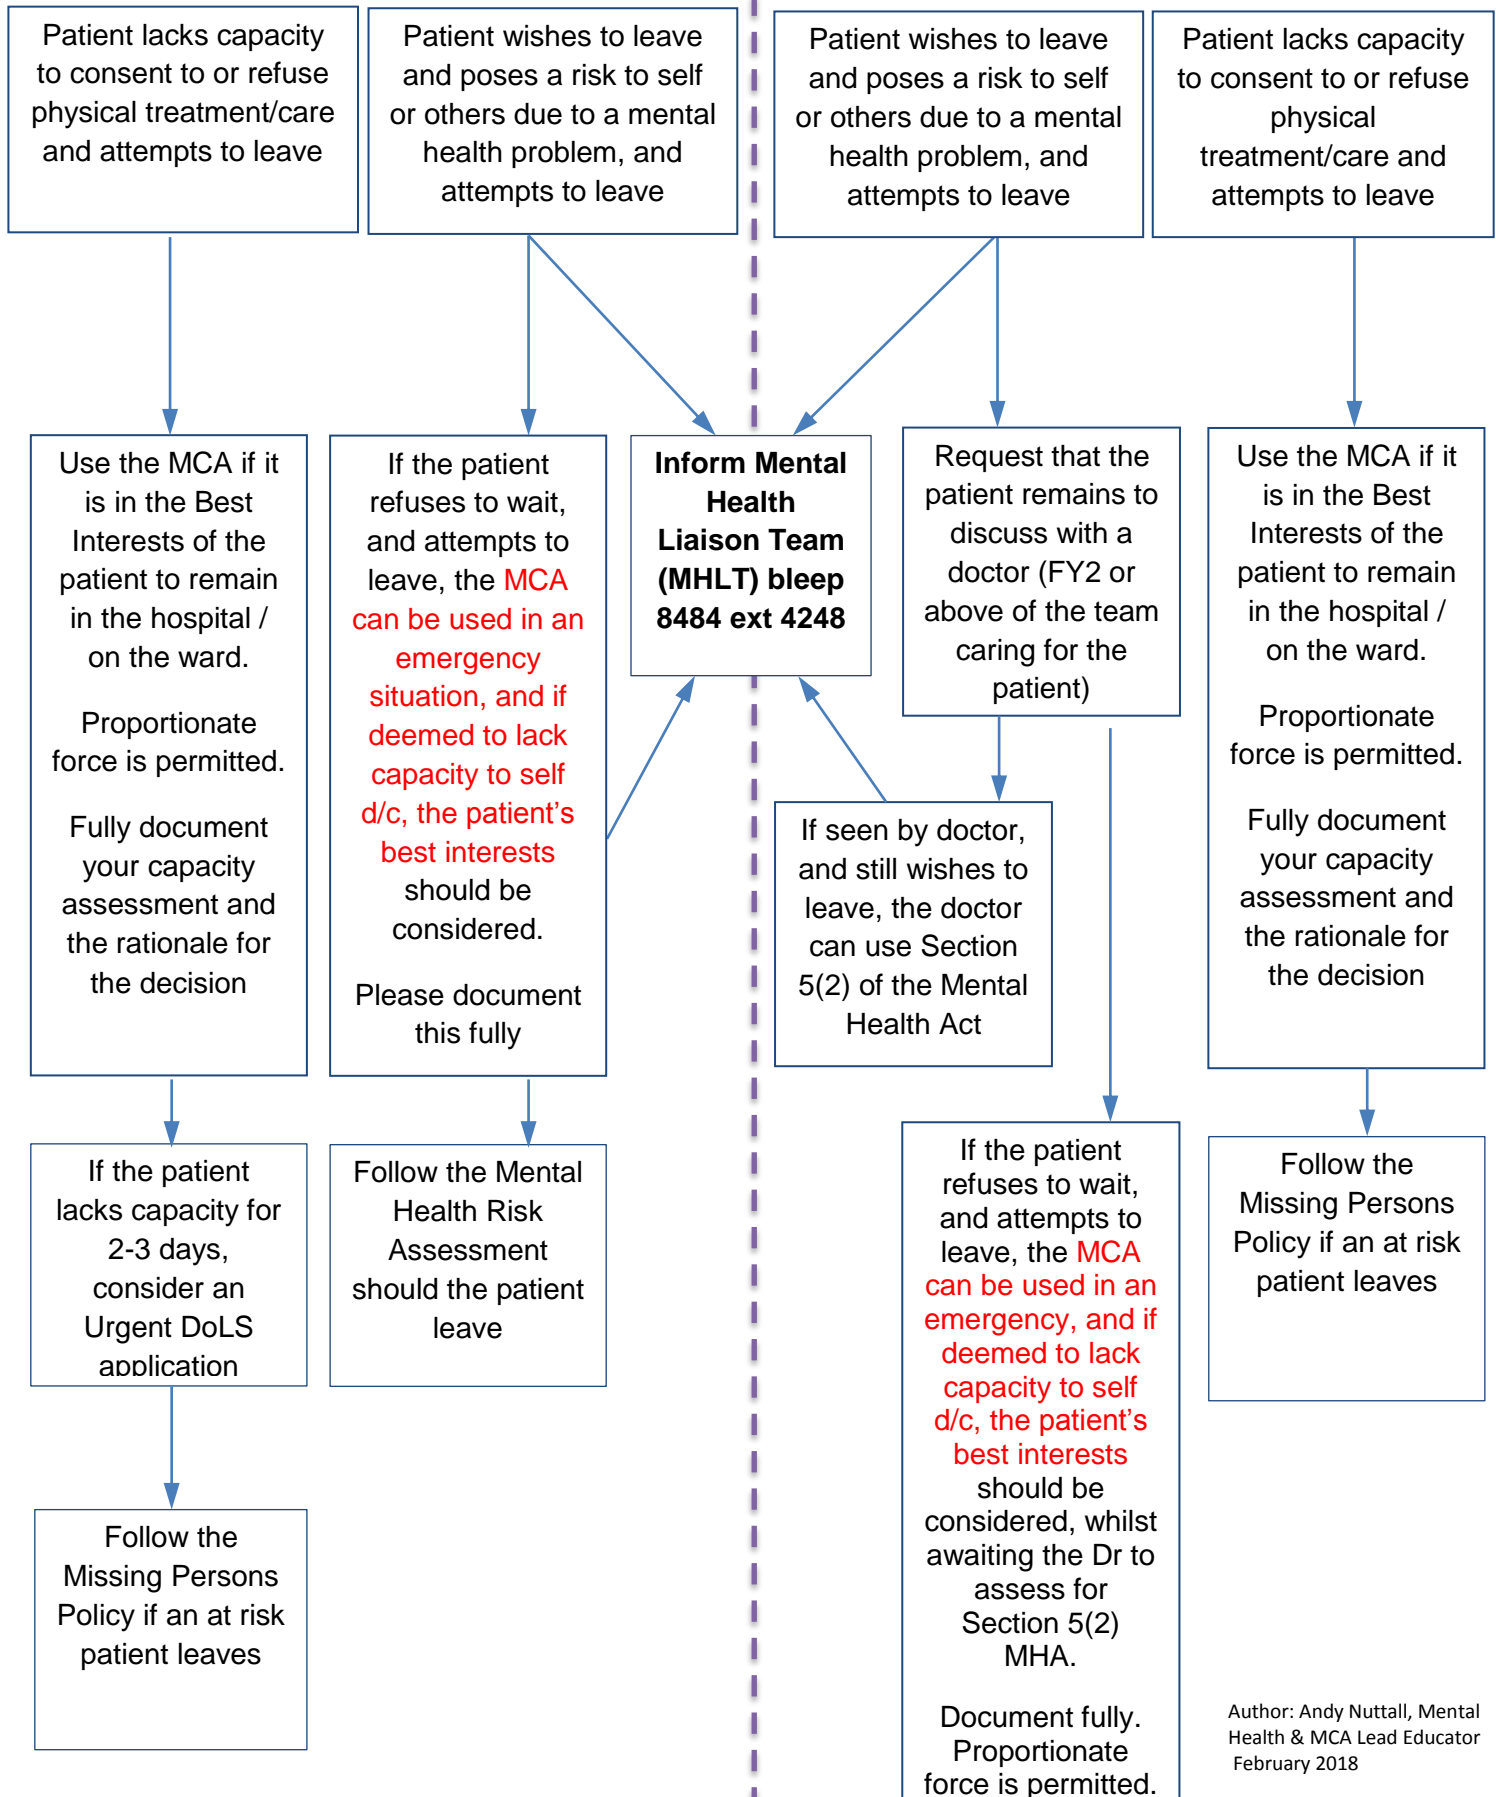 Patient lacks capacity
to consent to or refuse
physical treatment/care
and attempts to leave
Patient wishes to leave
and poses a risk to self
or others due to a mental
health problem, and
attempts to leave
Patient wishes to leave
and poses a risk to self
or others due to a mental
health problem, and
attempts to leave
Patient lacks capacity
to consent to or refuse
physical
treatment/care and
attempts to leave
Use the MCA if it
is in the Best
Interests of the
patient to remain
in the hospital /
on the ward.
Proportionate
force is permitted.
Fully document
your capacity
assessment and
the rationale for
the decision
If the patient
refuses to wait,
and attempts to
leave, the MCA
can be used in an
emergency
situation, and if
deemed to lack
capacity to self
d/c, the patient’s
best interests
should be
considered.
Please document
this fully
Inform Mental
Health
Liaison Team
(MHLT) bleep
8484 ext 4248
Request that the
patient remains to
discuss with a
doctor (FY2 or
above of the team
caring for the
patient)
Use the MCA if it
is in the Best
Interests of the
patient to remain
in the hospital /
on the ward.
Proportionate
force is permitted.
Fully document
your capacity
assessment and
the rationale for
the decision
If seen by doctor,
and still wishes to
leave, the doctor
can use Section
5(2) of the Mental
Health Act
If the patient
lacks capacity for
2-3 days,
consider an
Urgent DoLS
application
Follow the Mental
Health Risk
Assessment
should the patient
leave
If the patient
refuses to wait,
and attempts to
leave, the MCA
can be used in an
emergency, and if
deemed to lack
capacity to self
d/c, the patient’s
best interests
should be
considered, whilst
awaiting the Dr to
assess for
Section 5(2)
MHA.
Document fully.
Proportionate
force is permitted.
Follow the
Missing Persons
Policy if an at risk
patient leaves
Follow the
Missing Persons
Policy if an at risk
patient leaves
Author: Andy Nuttall, Mental
Health & MCA Lead Educator
February 2018